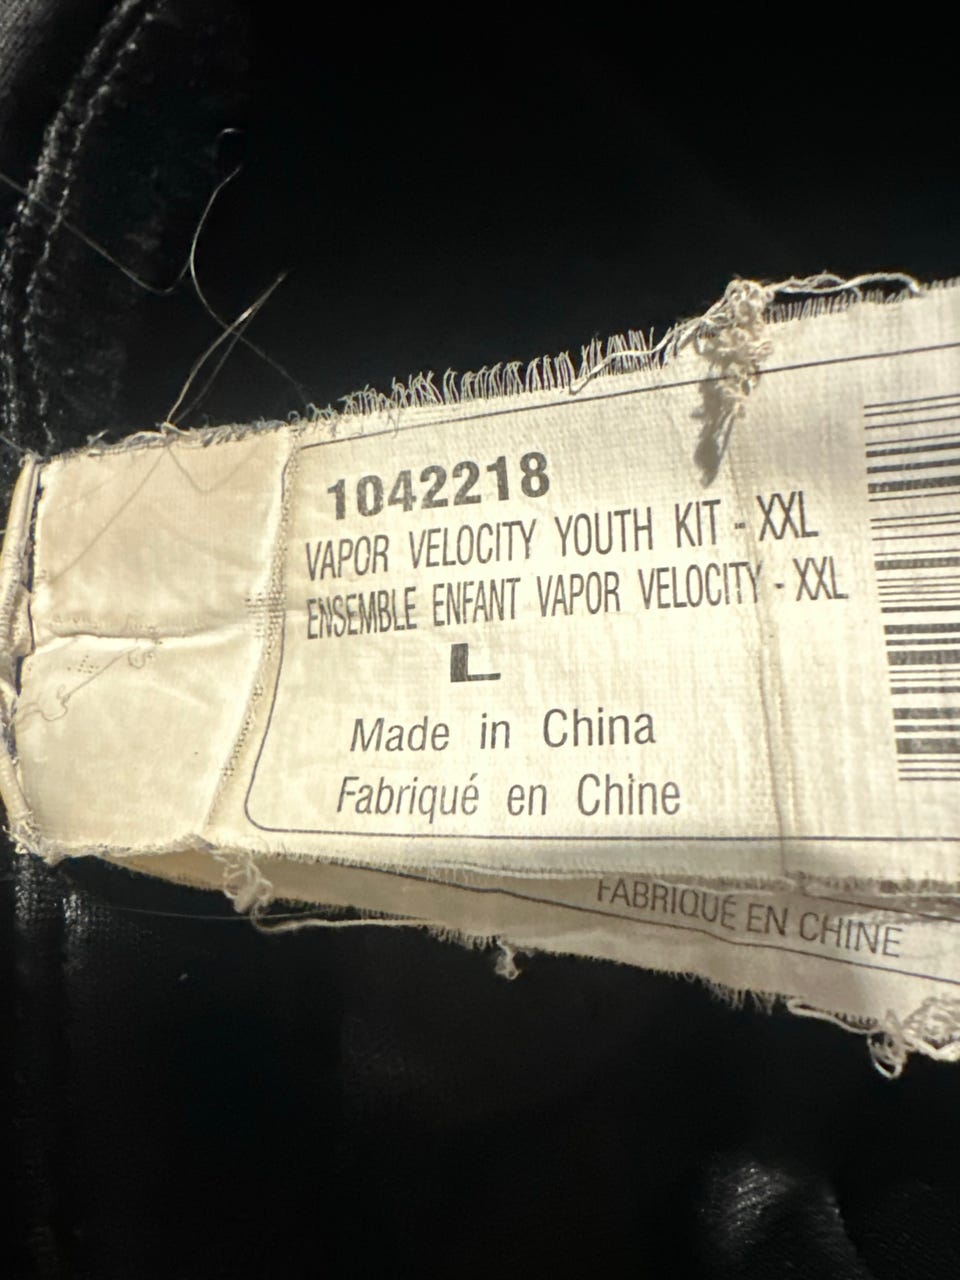 1042218
VAPOR VELOCITY YOUTH KIT - XXL
ENSEMBLE ENFANT VAPOR VELOCITY - XXL
L
Made in China
Fabriqué en Chine
FABRIQUÉ EN CHINE